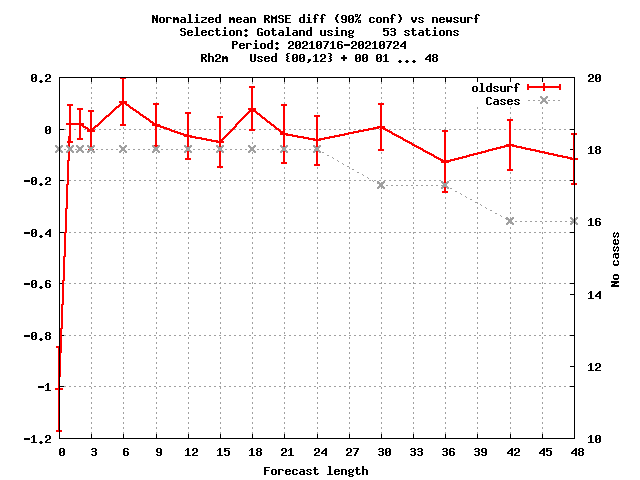 Normalized mean RMSE diff (90% conf) vs newsurf
Selection: Gotaland using    53 stations
Period: 20210716-20210724
Rh2m   Used {00,12} + 00 01 ... 48
oldsurf
Cases
0,2
0
-0,2
-0,4
-0,6
-0,8
-1
-1,2
20
18
16
14
12
10
No cases
0 3 6 9 12 15 18 21 24 27 30 33 36 39 42 45 48
Forecast length